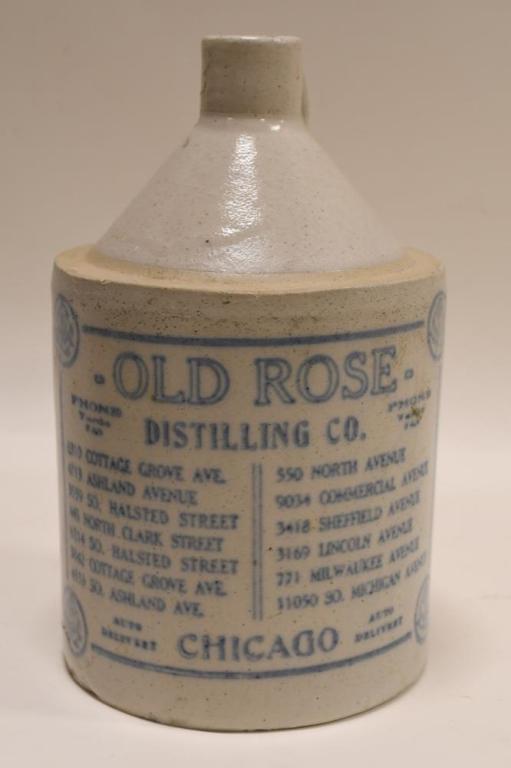 OLD ROSE
DISTILLING CO.
PHONE
Yards
PHONE
Yards
COTTAGE GROVE AVE.
ASHLAND AVENUE
SO. HALSTED STREET
NORTH CLARK STREET
SO. HALSTED STREET
COTTAGE GROVE AVE.
SO. ASHLAND AVE.
550 NORTH AVENUE
9034 COMMERCIAL AVENUE
3418 SHEFFIELD AVENUE
3169 LINCOLN AVENUE
771 MILWAUKEE AVENUE
11050 SO. MICHIGAN AVENUE
AUTO
DELIVERY
CHICAGO
AUTO
DELIVERY